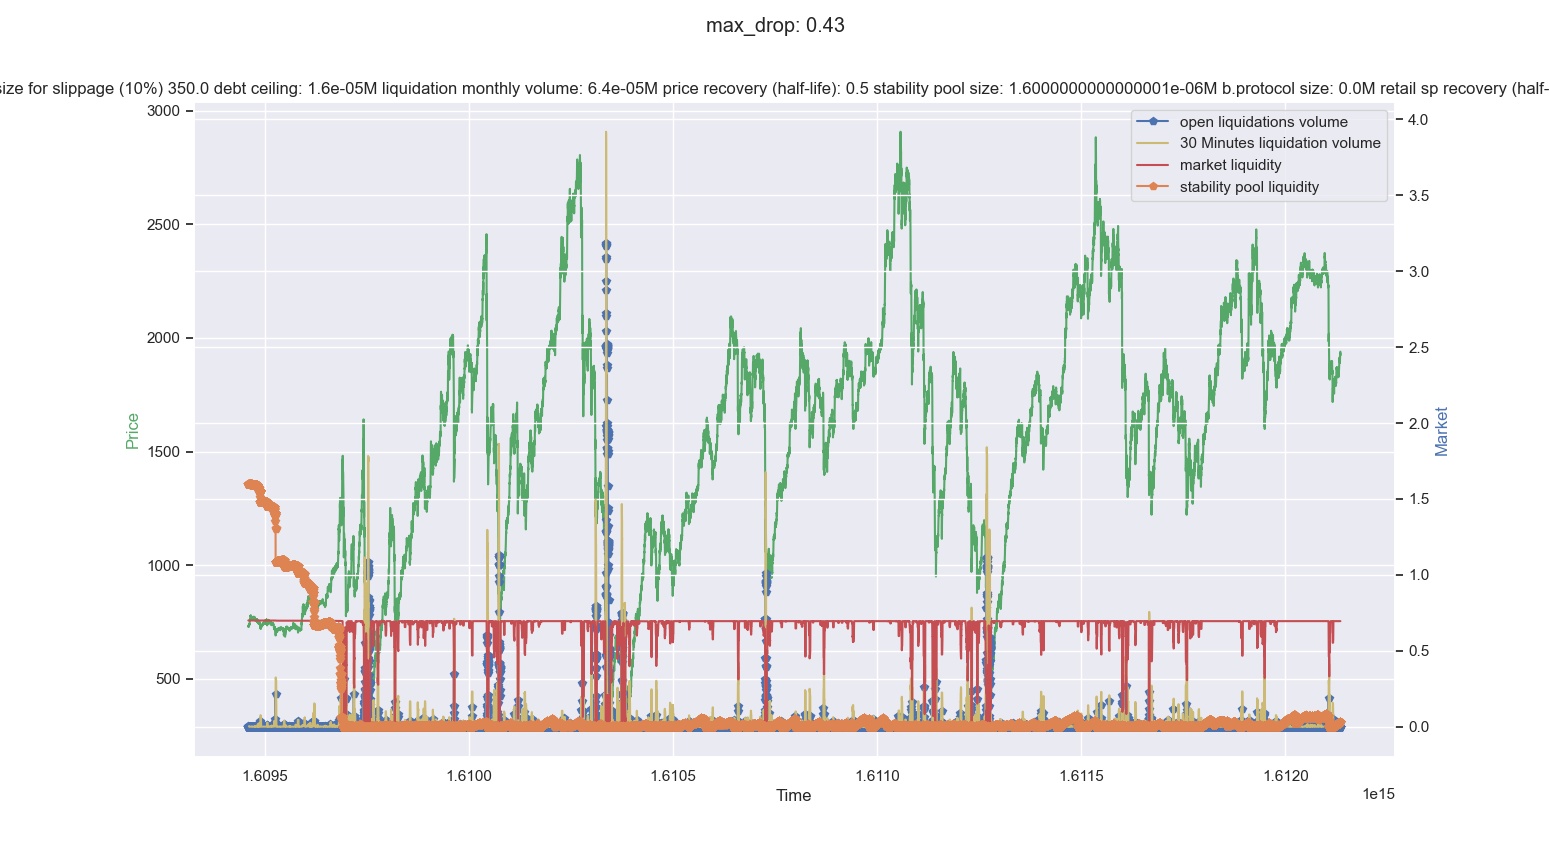 max_drop: 0.43
size for slippage (10%) 350.0 debt ceiling: 1.6e-05M liquidation monthly volume: 6.4e-05M price recovery (half-life): 0.5 stability pool size: 1.6000000000000001e-06M b.protocol size: 0.0M retail sp recovery (half-
3000
2500
2000
1500
1000
500
Price
open liquidations volume
30 Minutes liquidation volume
market liquidity
stability pool liquidity
4.0
3.5
3.0
2.5
2.0
1.5
1.0
0.5
0.0
Market
1.6095
1.6100
1.6105
1.6110
1.6115
1.6120
Time
1e15